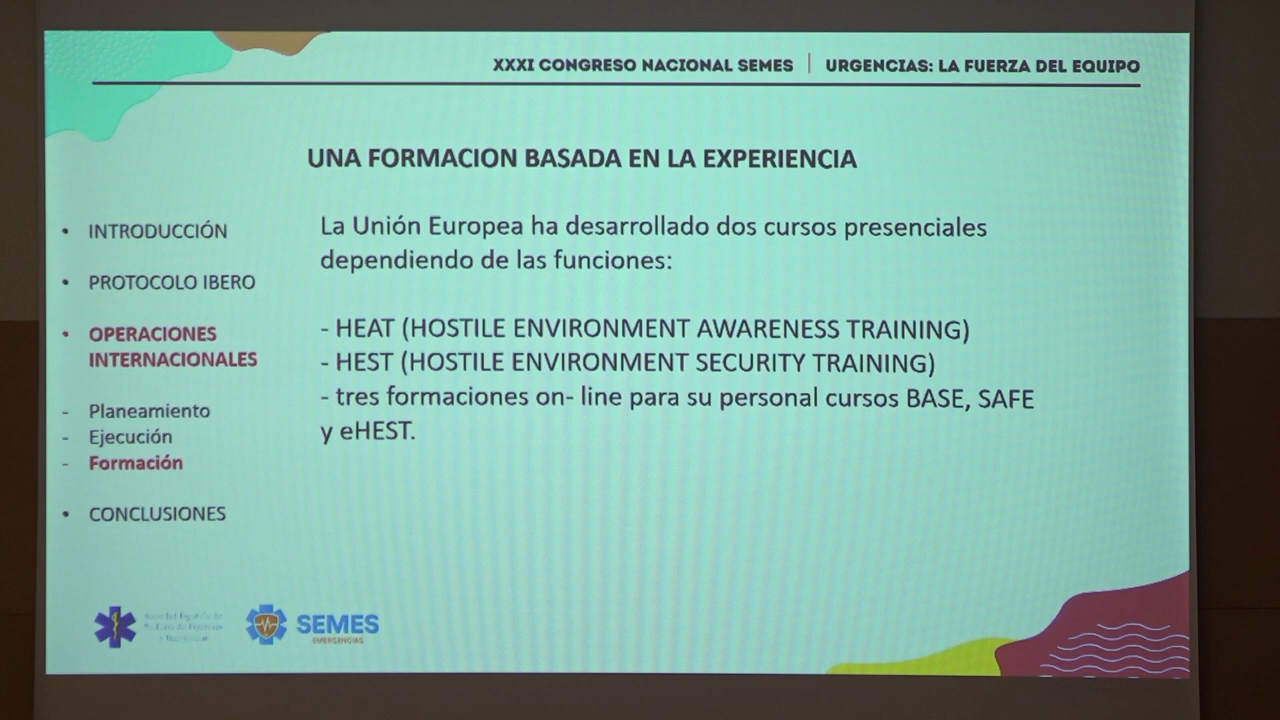 XXXI CONGRESO NACIONAL SEMES | URGENCIAS: LA FUERZA DEL EQUIPO
UNA FORMACION BASADA EN LA EXPERIENCIA
• INTRODUCCIÓN
• PROTOCOLO IBERO
• OPERACIONES
INTERNACIONALES
- Planeamiento
- Ejecución
- Formación
• CONCLUSIONES
La Unión Europea ha desarrollado dos cursos presenciales
dependiendo de las funciones:
- HEAT (HOSTILE ENVIRONMENT AWARENESS TRAINING)
- HEST (HOSTILE ENVIRONMENT SECURITY TRAINING)
- tres formaciones on- line para su personal cursos BASE, SAFE
y eHEST.
SEMES
EMERGENCIAS